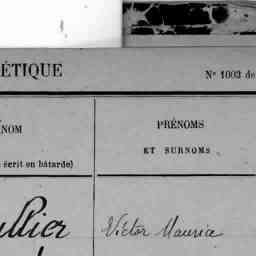 ÉTIQUE
N° 1003 de
NOM
PRÉNOMS
ET SURNOMS
écrit en bâtarde)
Victor Maurice